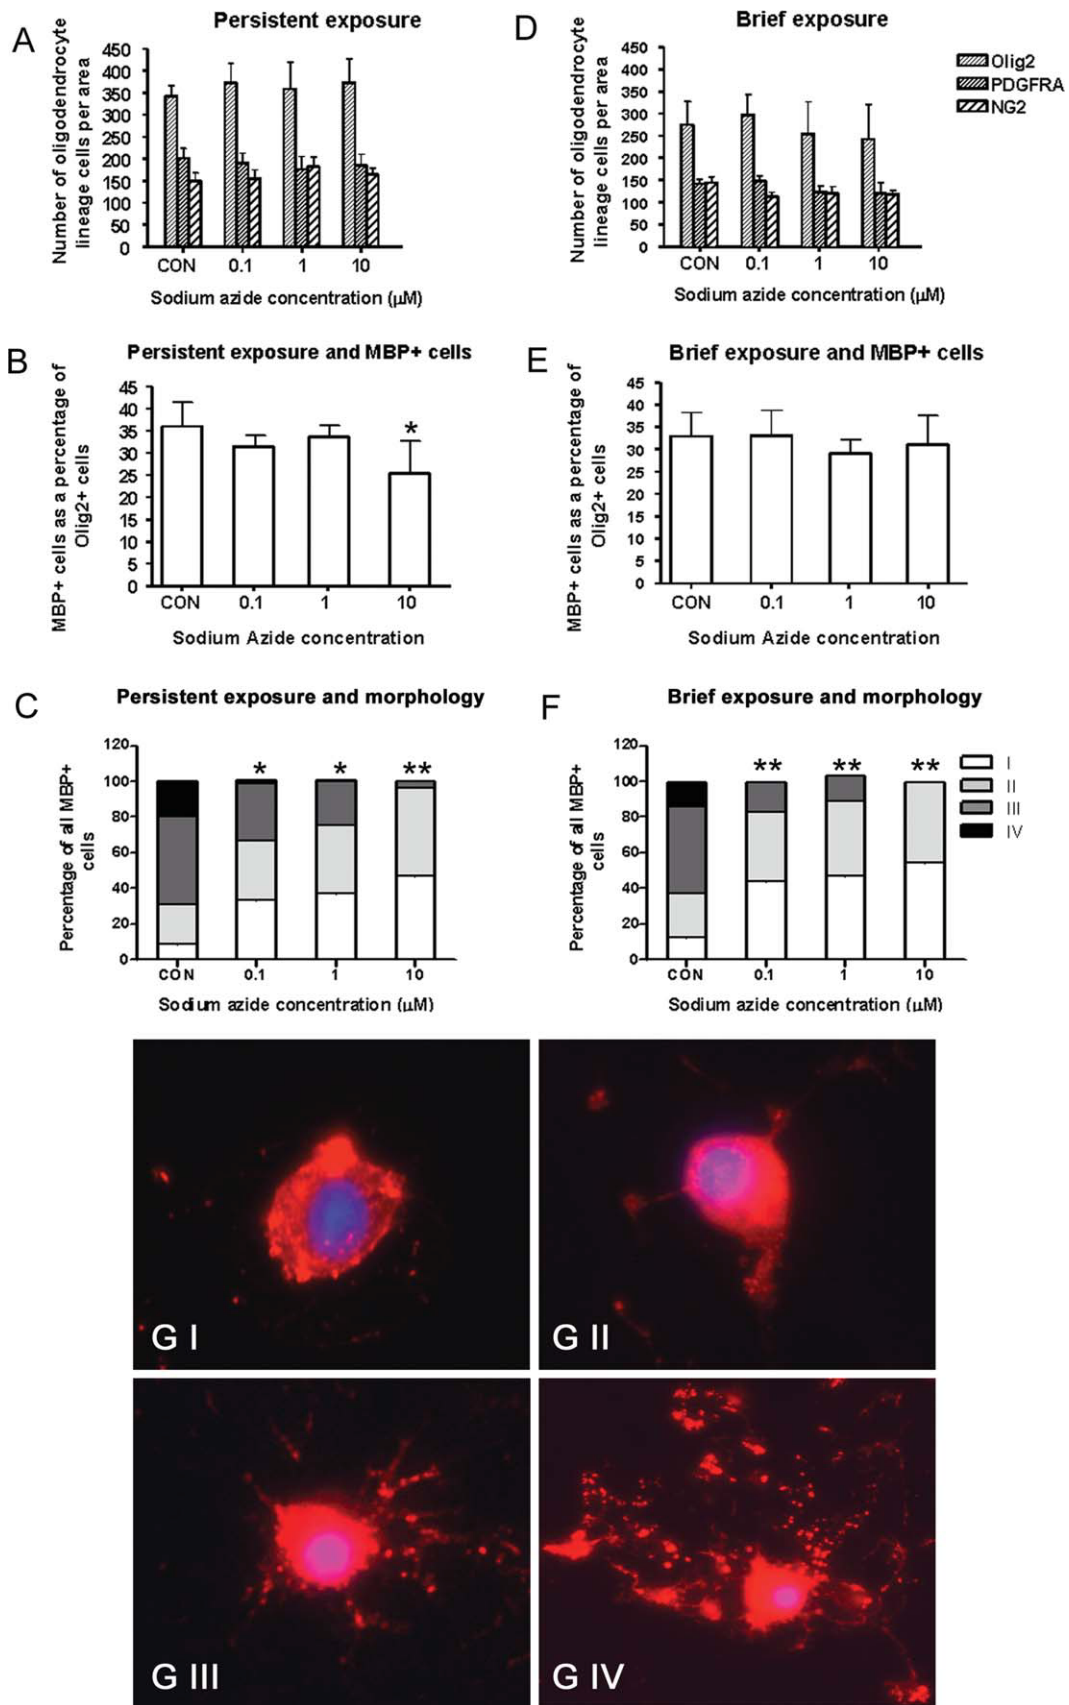 A
Persistent exposure
Number of oligodendrocyte
lineage cells per area
450
400
350
300
250
200
150
100
50
0
CON 0.1 1 10
Sodium azide concentration (µM)
D
Brief exposure
Number of oligodendrocyte
lineage cells per area
450
400
350
300
250
200
150
100
50
0
CON 0.1 1 10
Sodium azide concentration (µM)
Olig2
PDGFRA
NG2
B
Persistent exposure and MBP+ cells
MBP+ cells as a percentage of
Olig2+ cells
45
40
35
30
25
20
15
10
5
0
*
CON 0.1 1 10
Sodium Azide concentration
E
Brief exposure and MBP+ cells
MBP+ cells as a percentage of
Olig2+ cells
45
40
35
30
25
20
15
10
5
0
CON 0.1 1 10
Sodium Azide concentration
C
Persistent exposure and morphology
Percentage of all MBP+
cells
120
100
80
60
40
20
0
* * **
CON 0.1 1 10
Sodium azide concentration (µM)
F
Brief exposure and morphology
Percentage of all MBP+
cells
120
100
80
60
40
20
0
** ** **
CON 0.1 1 10
Sodium azide concentration (µM)
I
II
III
IV
G I
G II
G III
G IV